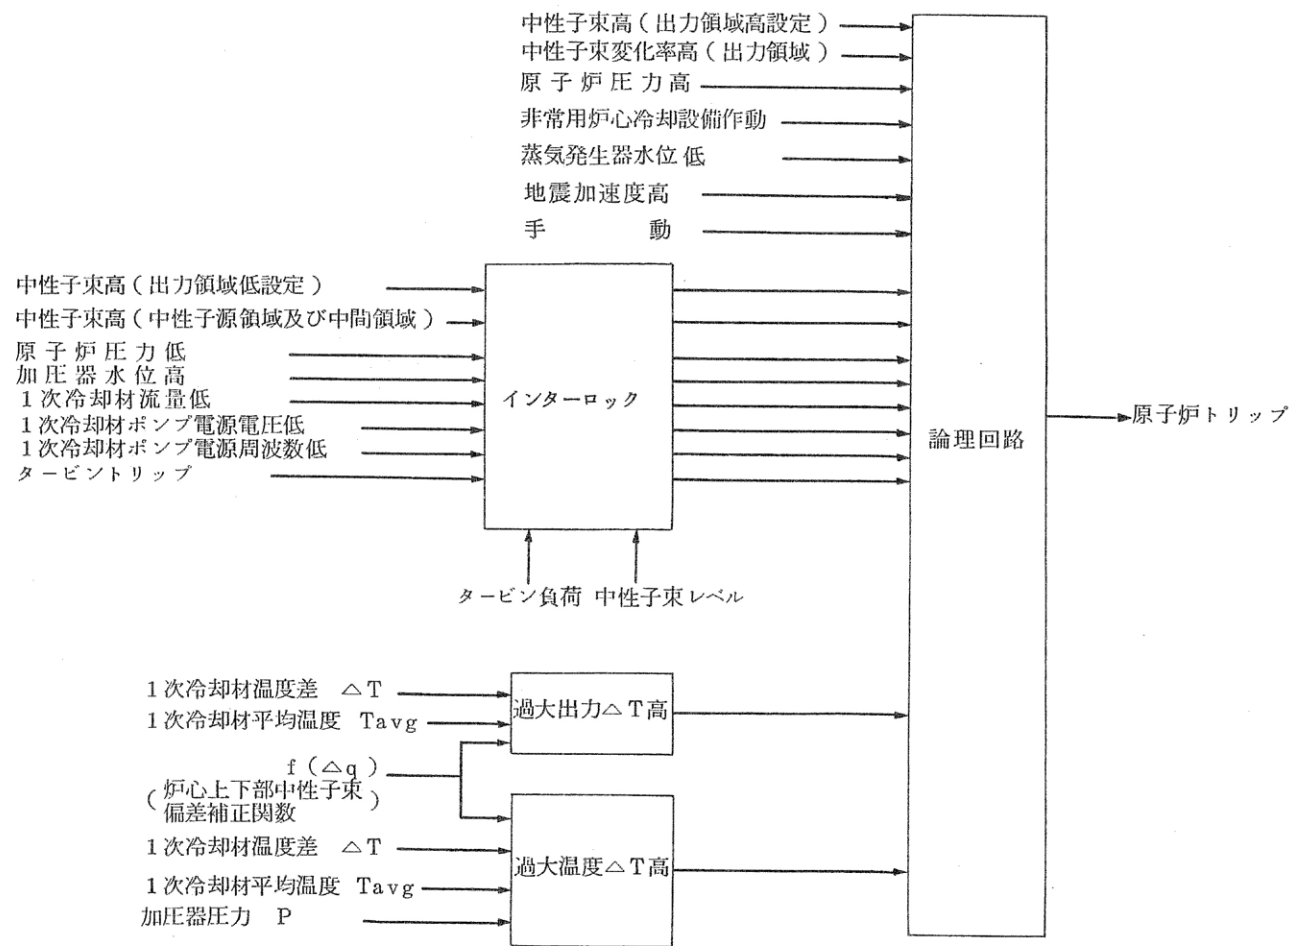 中性子束高(出力領域高設定)
中性子束変化率高(出力領域)
原子炉圧力高
非常用炉心冷却設備作動
蒸気発生器水位低
地震加速度高
手動
中性子束高(出力領域低設定)
中性子束高(中性子源領域及び中間領域)
原子炉圧力低
加圧器水位高
1次冷却材流量低
1次冷却材ポンプ電源電圧低
1次冷却材ポンプ電源周波数低
タービントリップ
インターロック
タービン負荷 中性子束レベル
論理回路
原子炉トリップ
1次冷却材温度差 △T
1次冷却材平均温度 Tavg
f(△q)
(炉心上下部中性子束
偏差補正関数)
過大出力△T高
1次冷却材温度差 △T
1次冷却材平均温度 Tavg
加圧器圧力 P
過大温度△T高